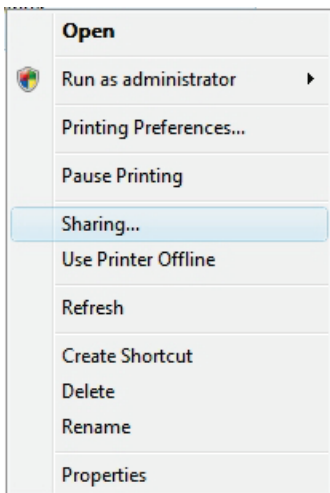 Open
Run as administrator
Printing Preferences...
Pause Printing
Sharing...
Use Printer Offline
Refresh
Create Shortcut
Delete
Rename
Properties